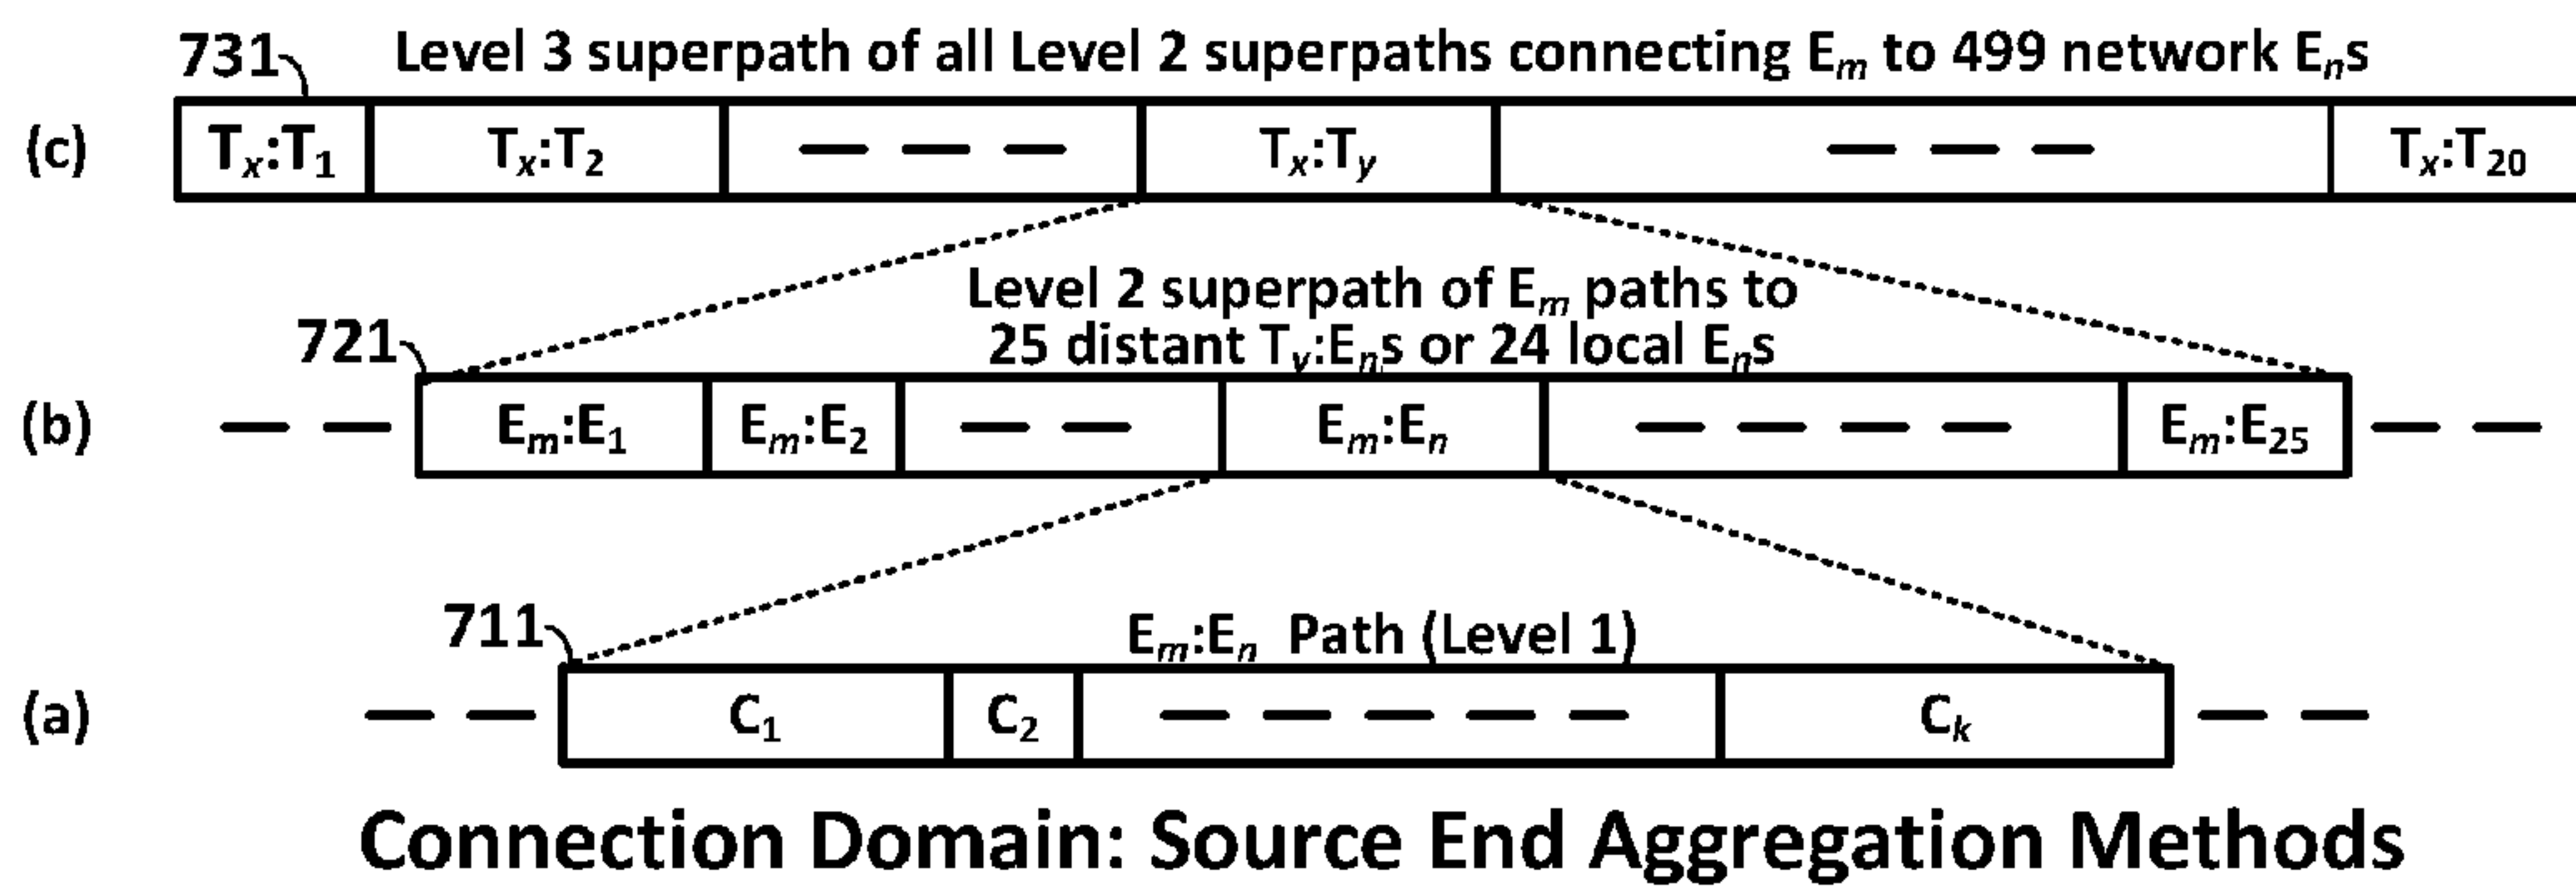 731 Level 3 superpath of all Level 2 superpaths connecting Eₘ to 499 network Eₙs
(c) Tₓ:T₁ Tₓ:T₂ — — — Tₓ:Tᵧ — — — Tₓ:T₂₀
Level 2 superpath of Eₘ paths to
721 25 distant Tᵧ:Eₙs or 24 local Eₙs
(b) — — Eₘ:E₁ Eₘ:E₂ — — Eₘ:Eₙ — — — — Eₘ:E₂₅ — —
711 Eₘ:Eₙ Path (Level 1)
(a) — — C₁ C₂ — — — — — Cₖ — —
Connection Domain: Source End Aggregation Methods